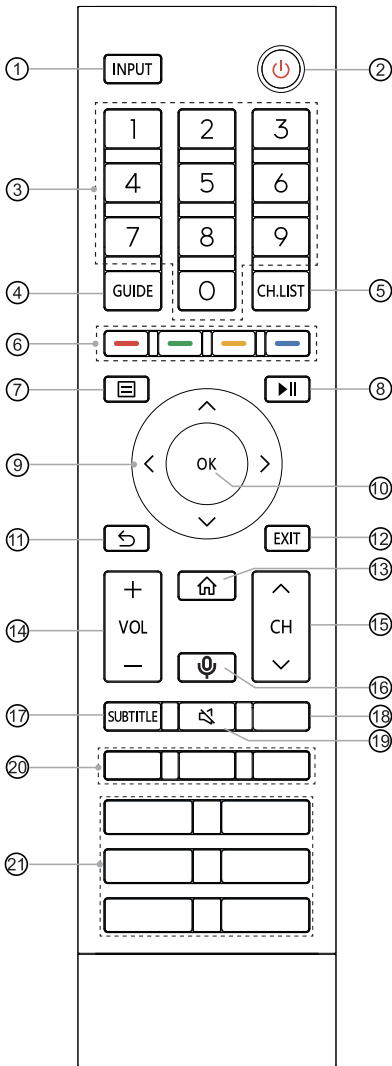 ① INPUT ②
1 2 3
③ 4 5 6
7 8 9
④ GUIDE 0 CH.LIST ⑤
⑥
⑦ ⑧
⑨ OK
⑩
⑪ EXIT ⑫
⑬
+
⑭ VOL CH ⑮
−
⑯
⑰ SUBTITLE ⑱
⑲
⑳
㉑